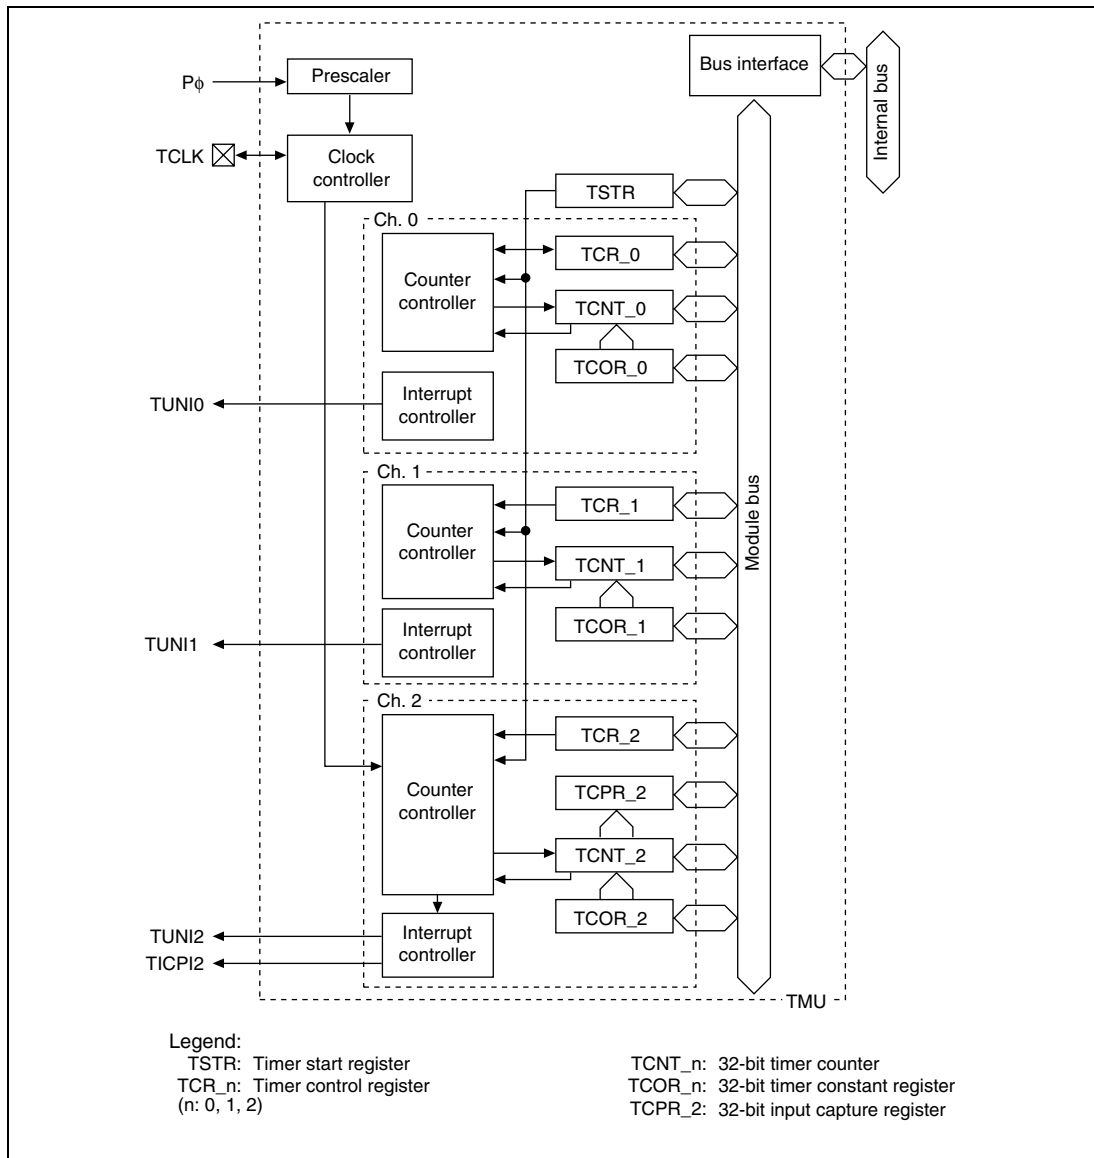 Pϕ
Prescaler
Bus interface
Internal bus
TCLK
Clock
controller
TSTR
Ch. 0
Counter
controller
TCR_0
TCNT_0
TCOR_0
Interrupt
controller
TUNI0
Ch. 1
Counter
controller
TCR_1
TCNT_1
TCOR_1
Module bus
Interrupt
controller
TUNI1
Ch. 2
Counter
controller
TCR_2
TCPR_2
TCNT_2
TCOR_2
Interrupt
controller
TUNI2
TICPI2
TMU
Legend:
TSTR: Timer start register
TCR_n: Timer control register
(n: 0, 1, 2)
TCNT_n: 32-bit timer counter
TCOR_n: 32-bit timer constant register
TCPR_2: 32-bit input capture register